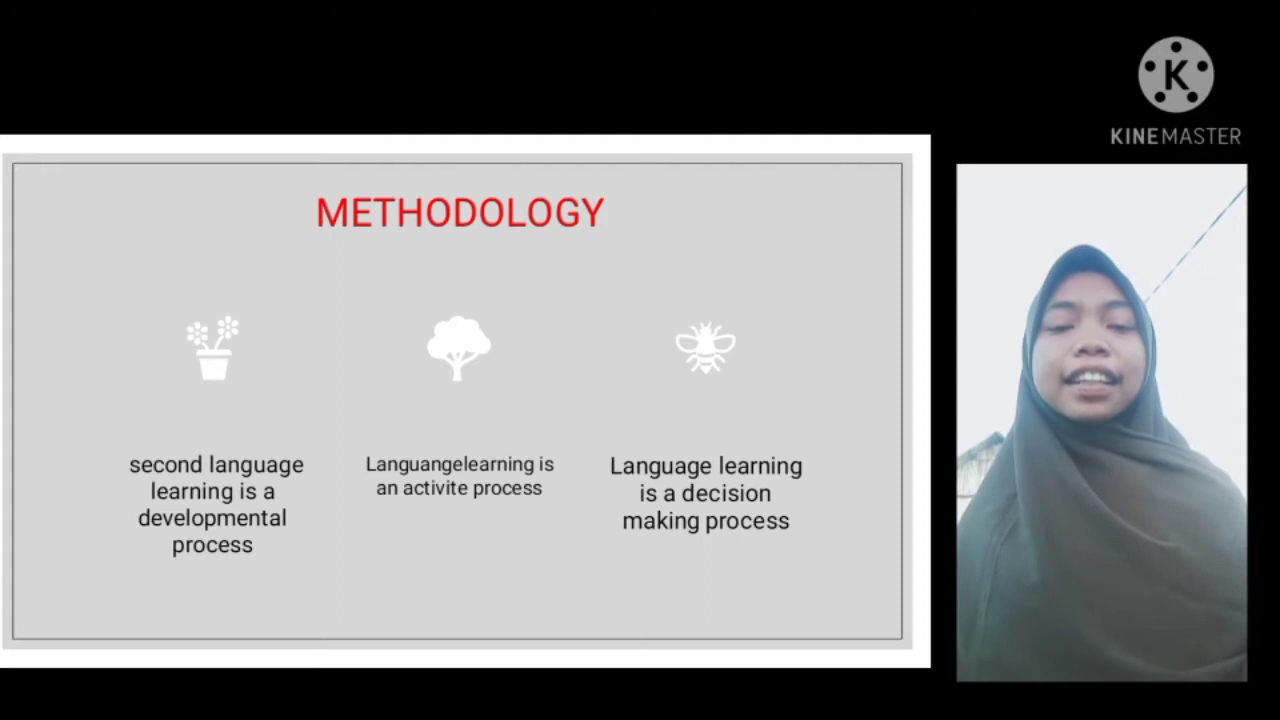 KINEMASTER
METHODOLOGY
second language
learning is a
developmental
process
Languangelearning is
an activite process
Language learning
is a decision
making process